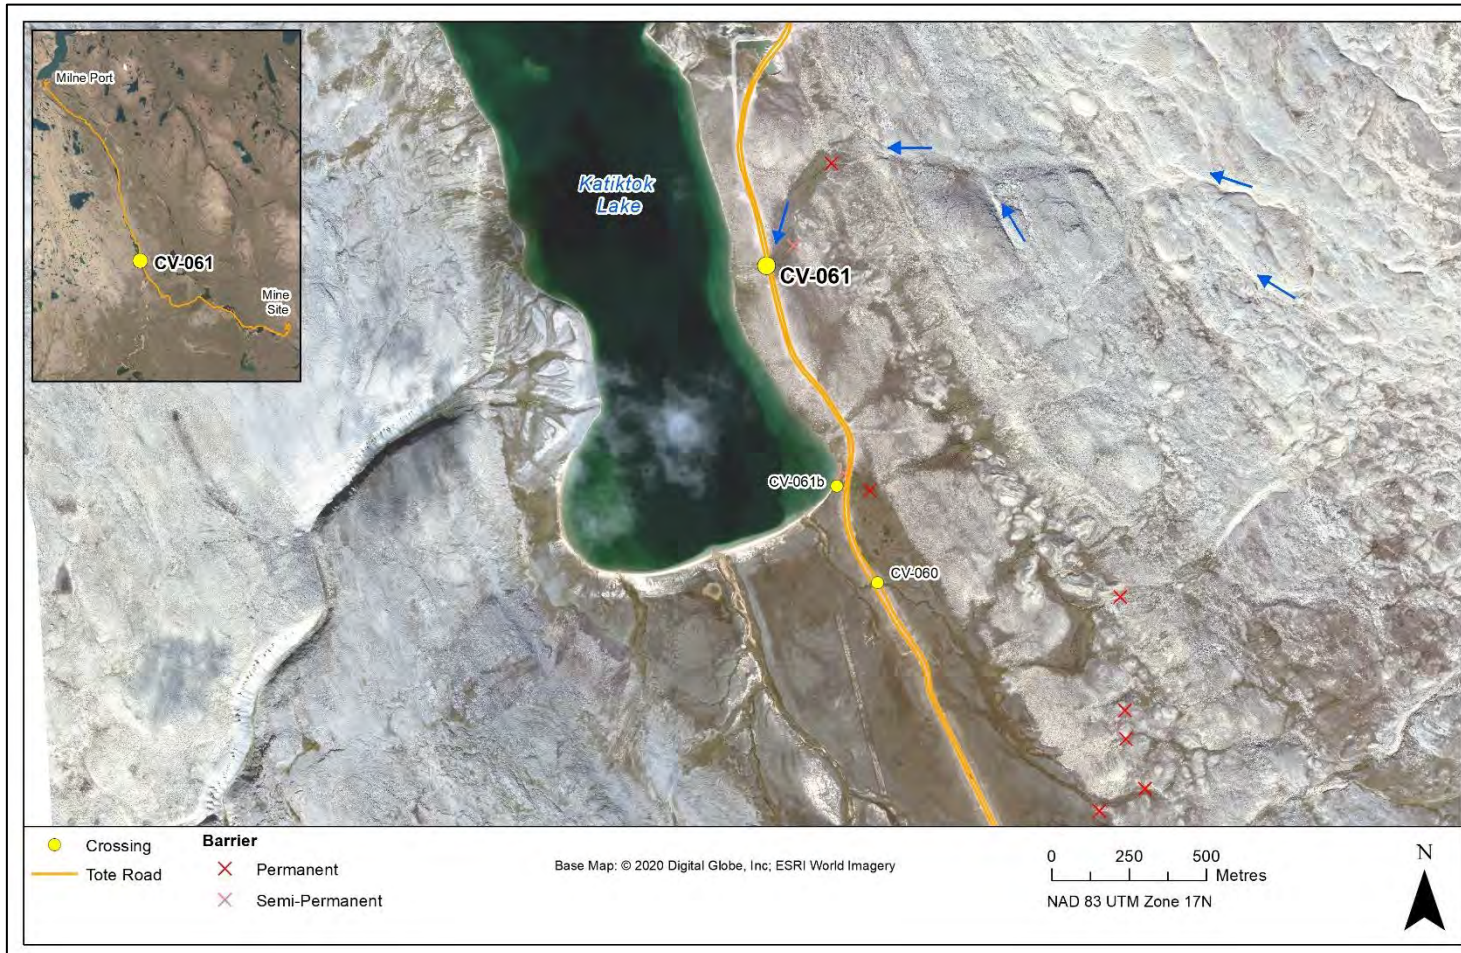 Milne Port
CV-061
Mine
Site
Katiktok
Lake
CV-061
CV-061b
CV-060
Crossing
Tote Road
Barrier
Permanent
Semi-Permanent
Base Map: © 2020 Digital Globe, Inc; ESRI World Imagery
0 250 500
Metres
NAD 83 UTM Zone 17N
N